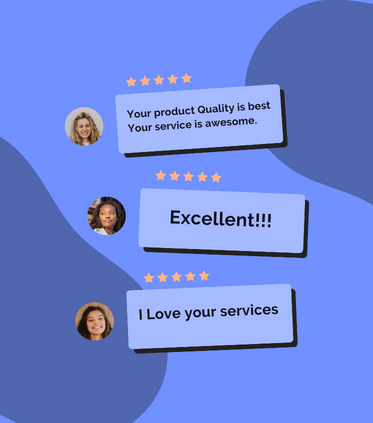 Your product Quality is best
Your service is awesome.
Excellent!!!
I Love your services